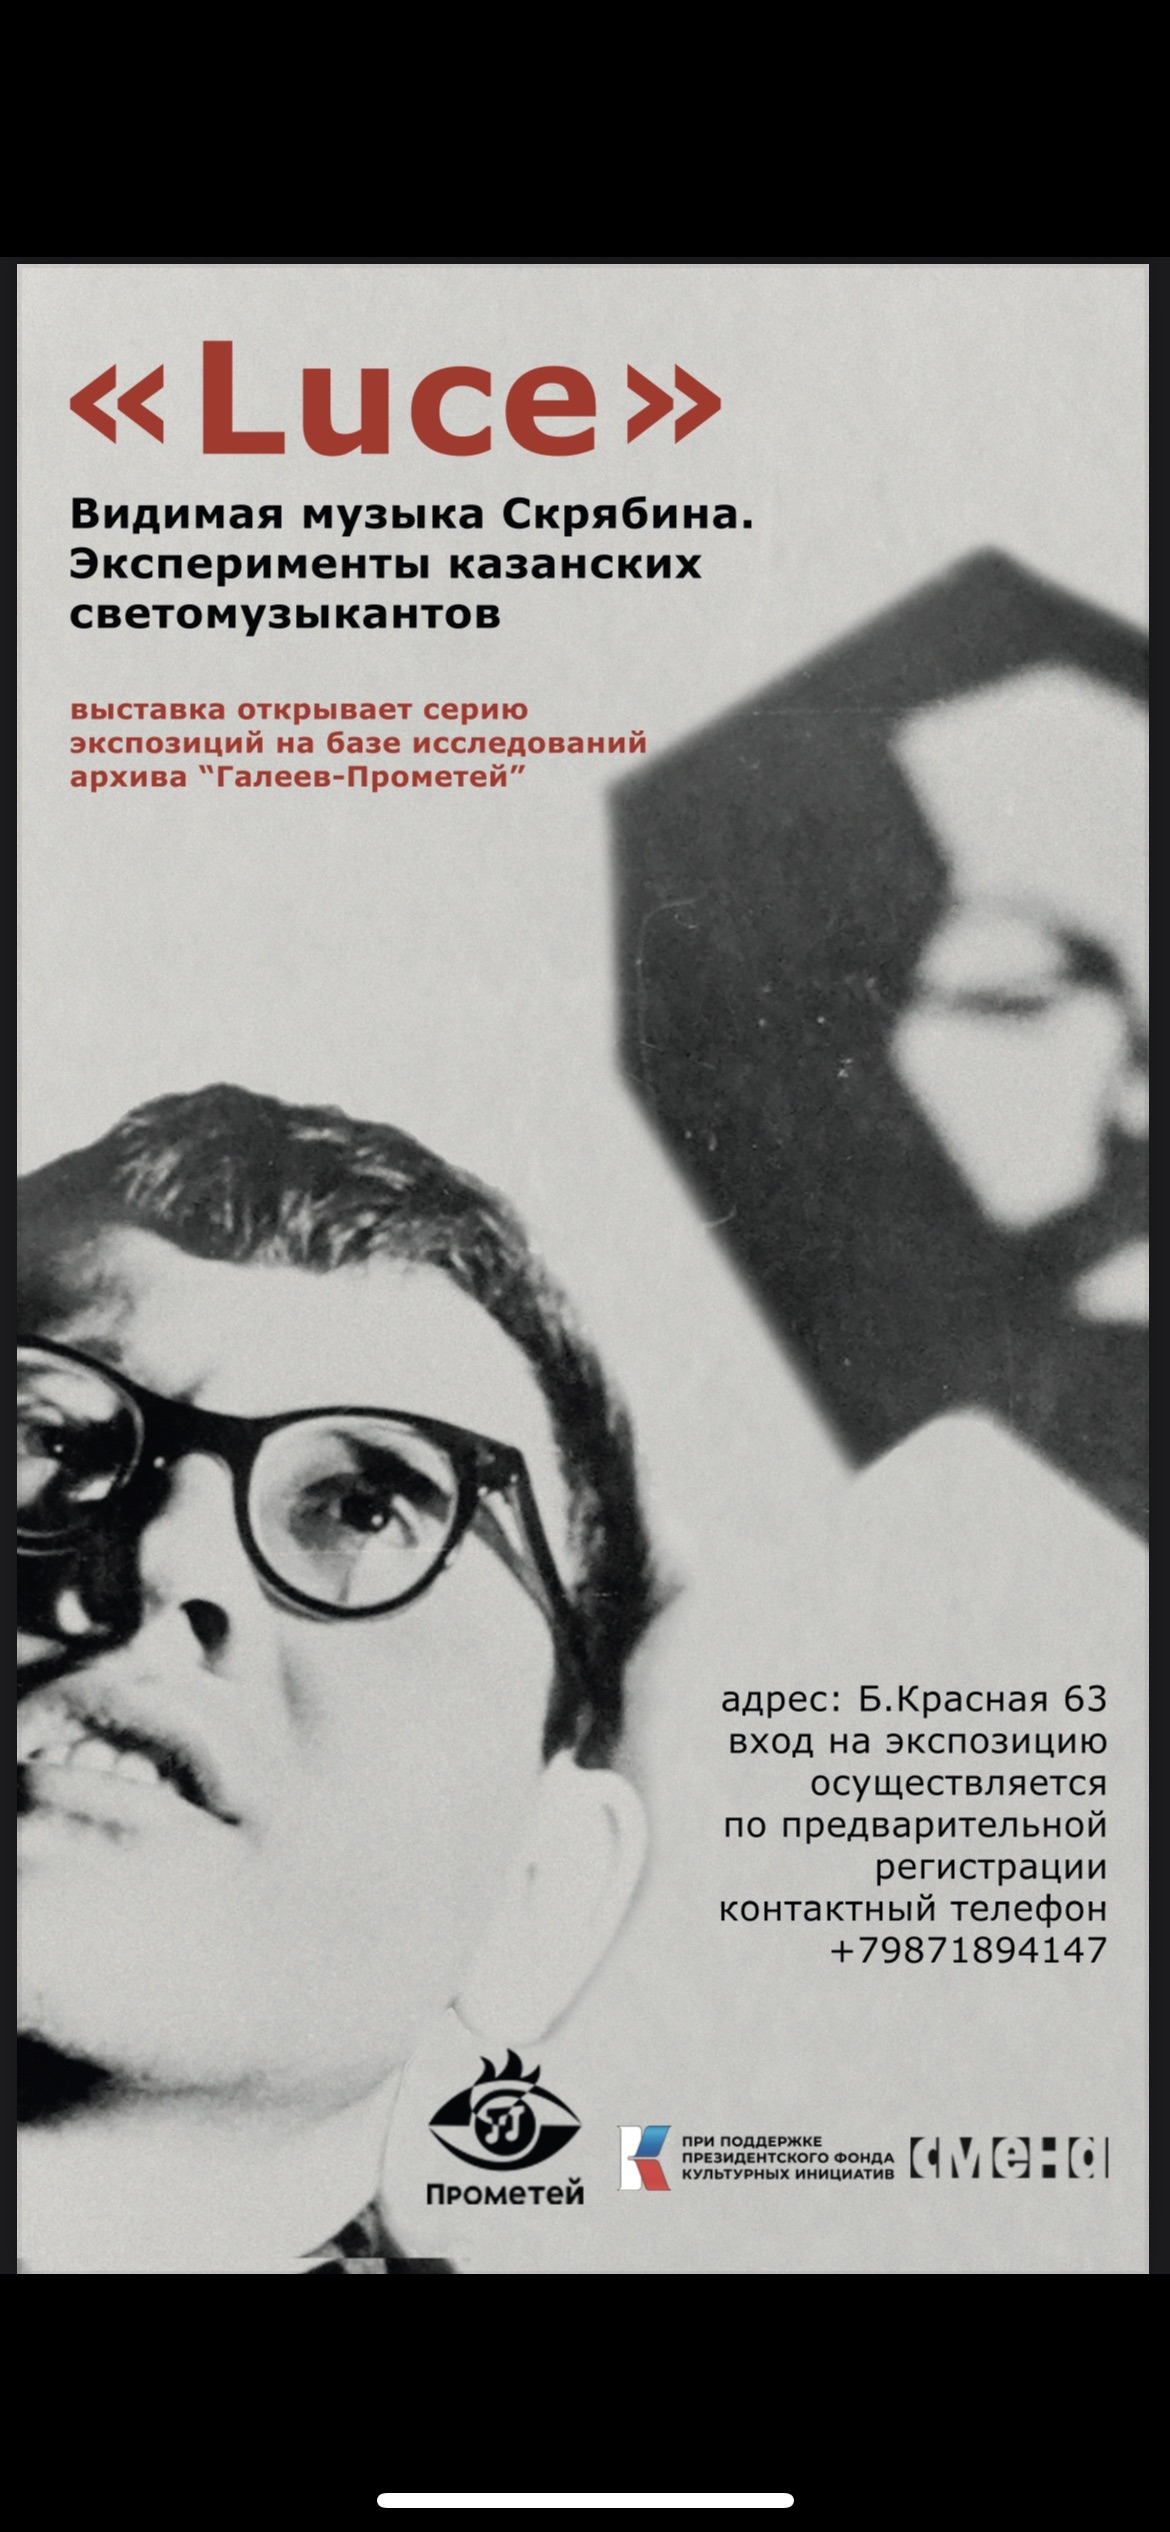 «Luce»
Видимая музыка Скрябина.
Эксперименты казанских
светомузыкантов
выставка открывает серию
экспозиций на базе исследований
архива “Галеев-Прометей”
адрес: Б.Красная 63
вход на экспозицию
осуществляется
по предварительной
регистрации
контактный телефон
+79871894147
Прометей
ПРИ ПОДДЕРЖКЕ
ПРЕЗИДЕНТСКОГО ФОНДА
КУЛЬТУРНЫХ ИНИЦИАТИВ
смена